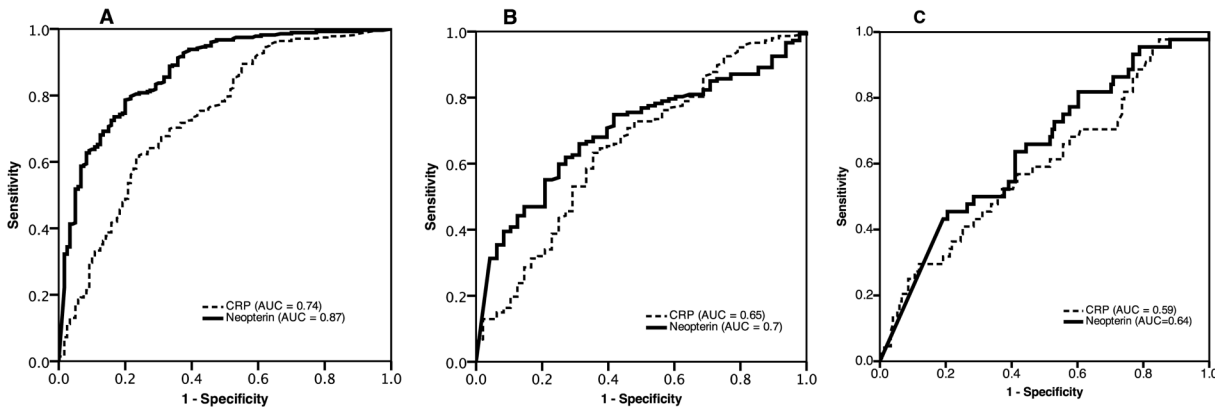 A
1.0
0.8
0.6
0.4
0.2
0.0
Sensitivity
CRP (AUC = 0.74)
Neopterin (AUC = 0.87)
0.0 0.2 0.4 0.6 0.8 1.0
1 - Specificity
B
1.0
0.8
0.6
0.4
0.2
0.0
Sensitivity
CRP (AUC = 0.65)
Neopterin (AUC = 0.7)
0.0 0.2 0.4 0.6 0.8 1.0
1 - Specificity
C
1.0
0.8
0.6
0.4
0.2
0.0
Sensitivity
CRP (AUC = 0.59)
Neopterin (AUC=0.64)
0.0 0.2 0.4 0.6 0.8 1.0
1 - Specificity